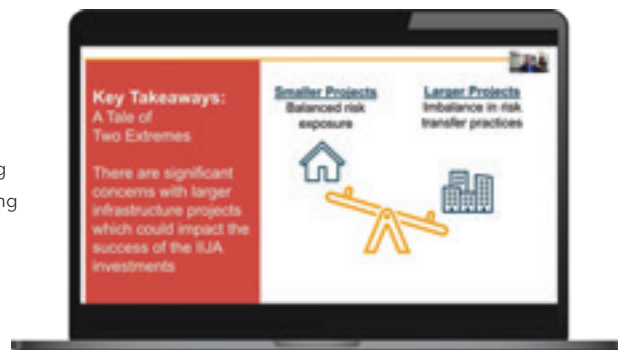 Key Takeaways:
A Tale of
Two Extremes
There are significant
concerns with larger
infrastructure projects
which could impact the
success of the IIJA
investments
Smaller Projects
Balanced risk
exposure
Larger Projects
Imbalance in risk
transfer practices